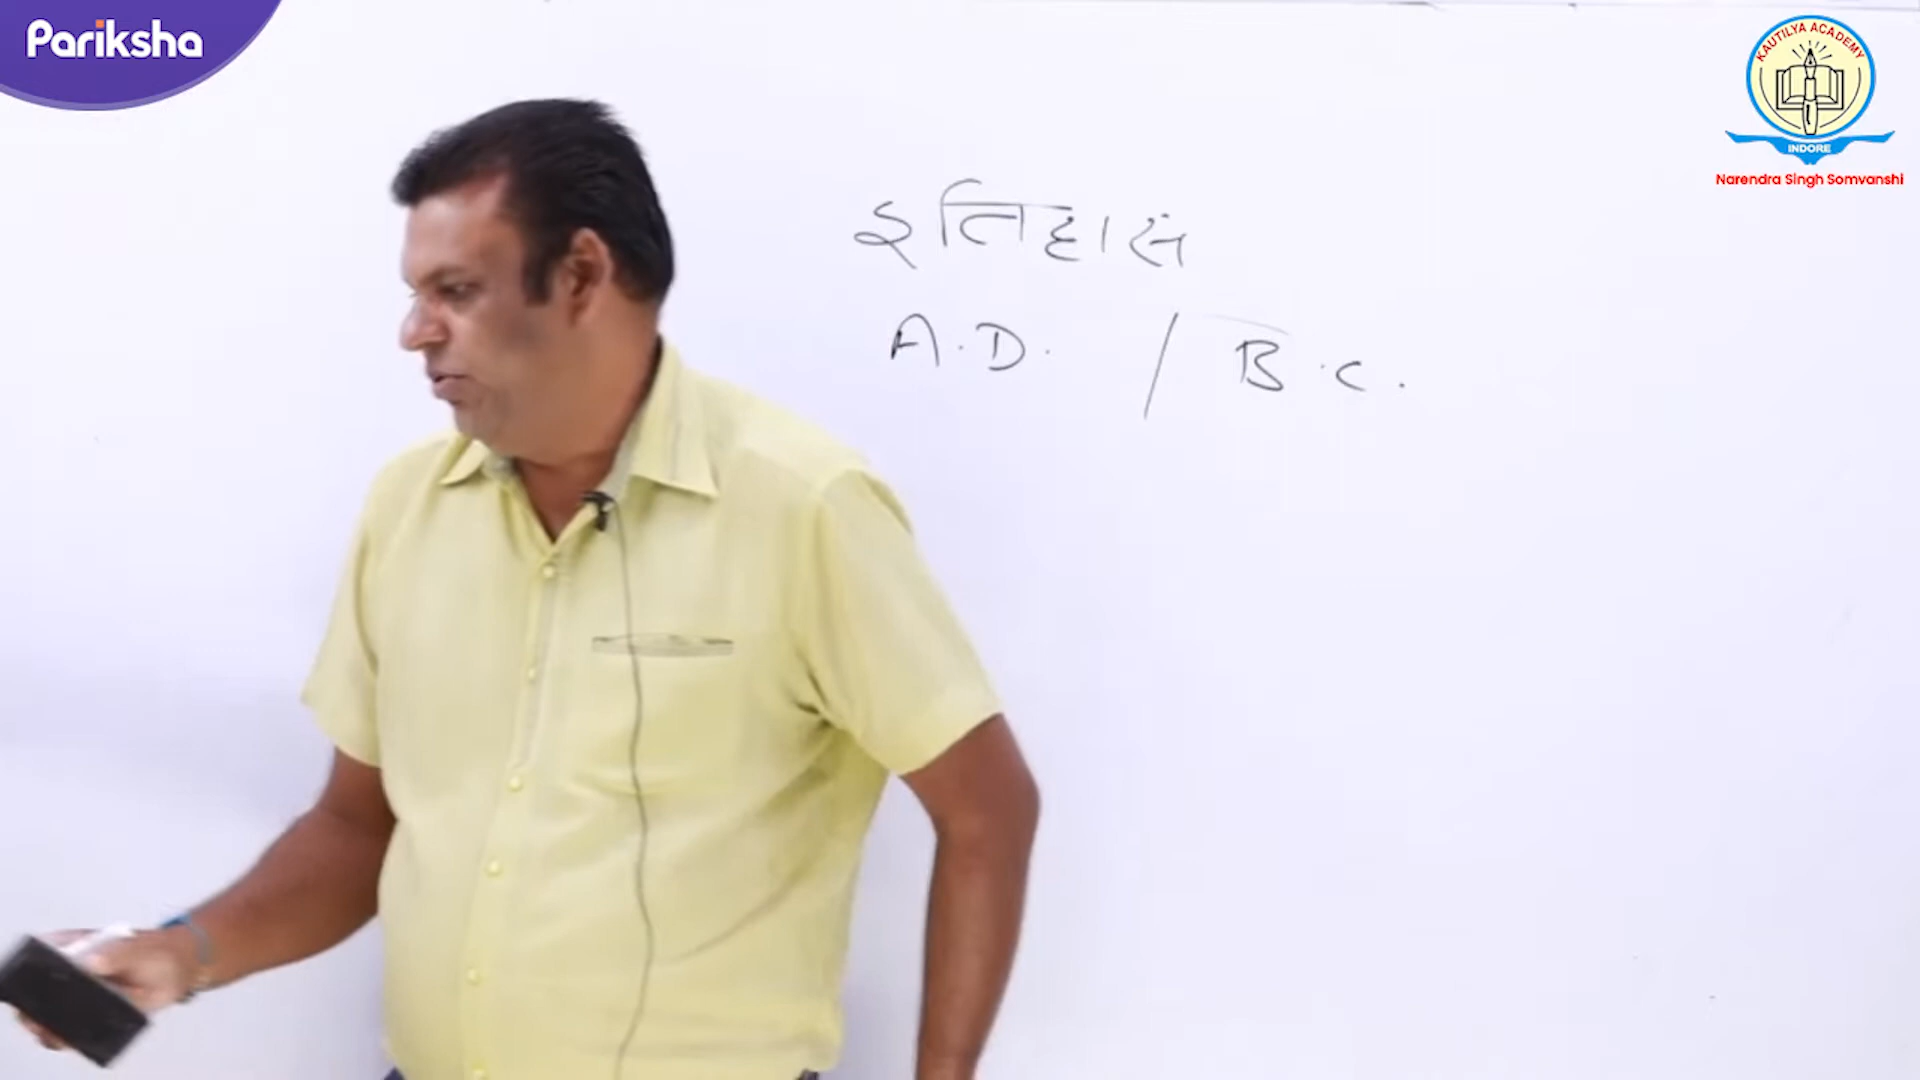 Pariksha
KAUTILYA ACADEMY
INDORE
Narendra Singh Somvanshi
इतिहास
A.D. / B.C.